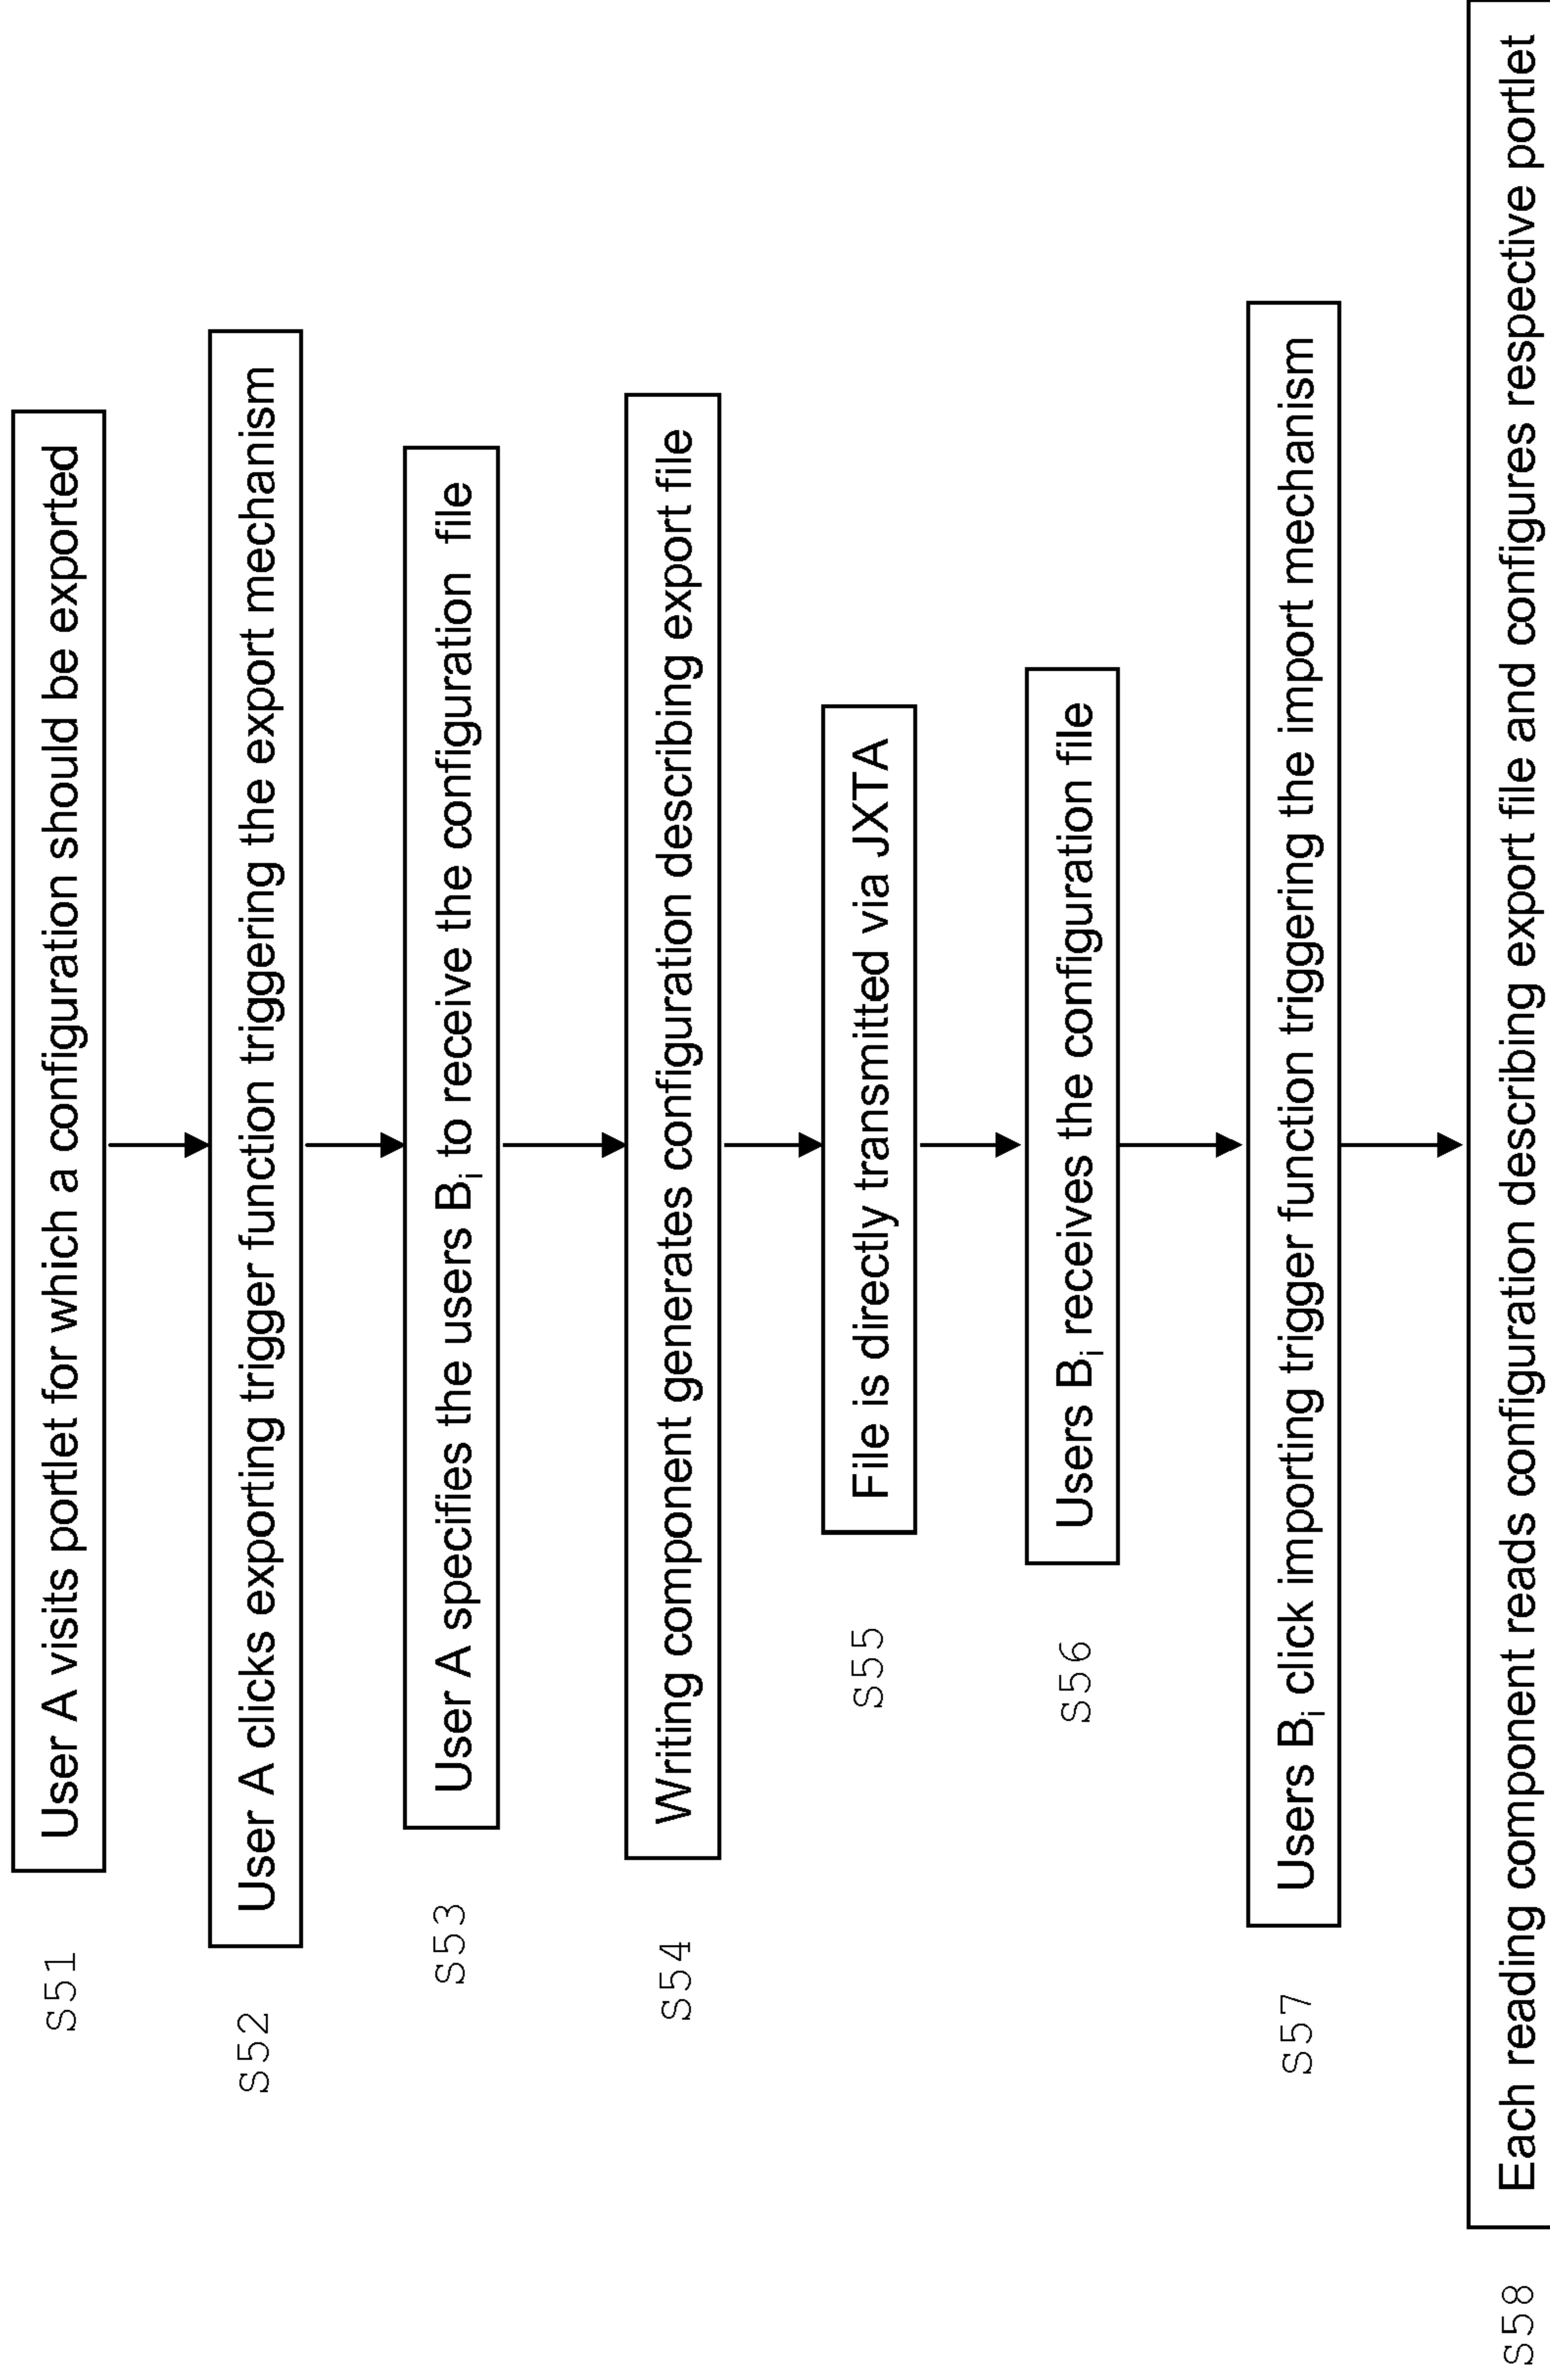 S51 User A visits portlet for which a configuration should be exported
S52 User A clicks exporting trigger function triggering the export mechanism
S53 User A specifies the users Bi to receive the configuration file
S54 Writing component generates configuration describing export file
S55 File is directly transmitted via JXTA
S56 Users Bi receives the configuration file
S57 Users Bi click importing trigger function triggering the import mechanism
S58 Each reading component reads configuration describing export file and configures respective portlet